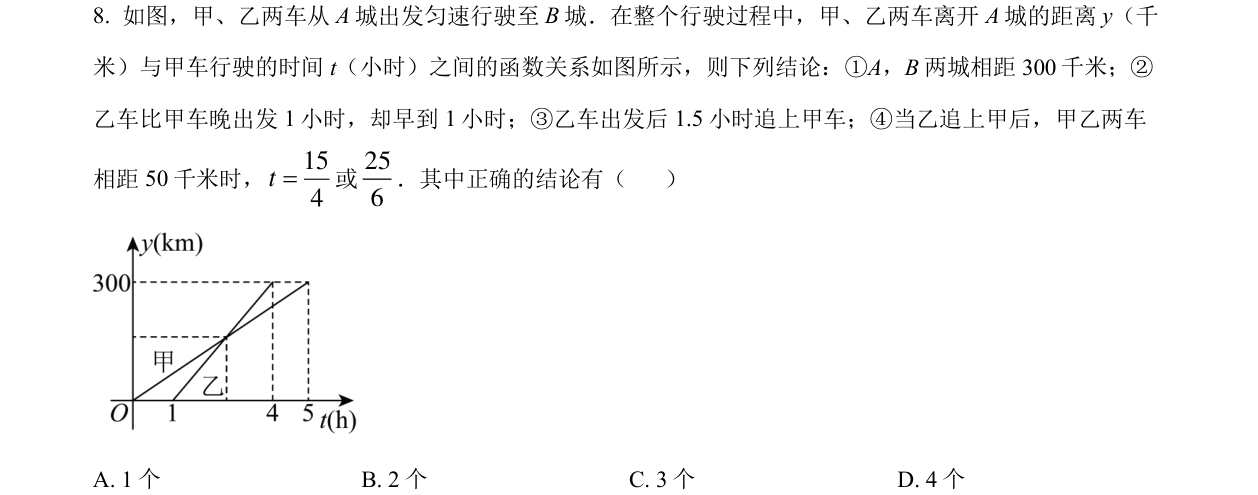 8. 如图，甲、乙两车从 A 城出发匀速行驶至 B 城．在整个行驶过程中，甲、乙两车离开 A 城的距离 y（千
米）与甲车行驶的时间 t（小时）之间的函数关系如图所示，则下列结论：①A，B 两城相距 300 千米；②
乙车比甲车晚出发 1 小时，却早到 1 小时；③乙车出发后 1.5 小时追上甲车；④当乙追上甲后，甲乙两车
相距 50 千米时，t = 15/4 或 25/6．其中正确的结论有（　　）
y(km)
300
甲
乙
O 1 4 5 t(h)
A. 1 个 B. 2 个 C. 3 个 D. 4 个